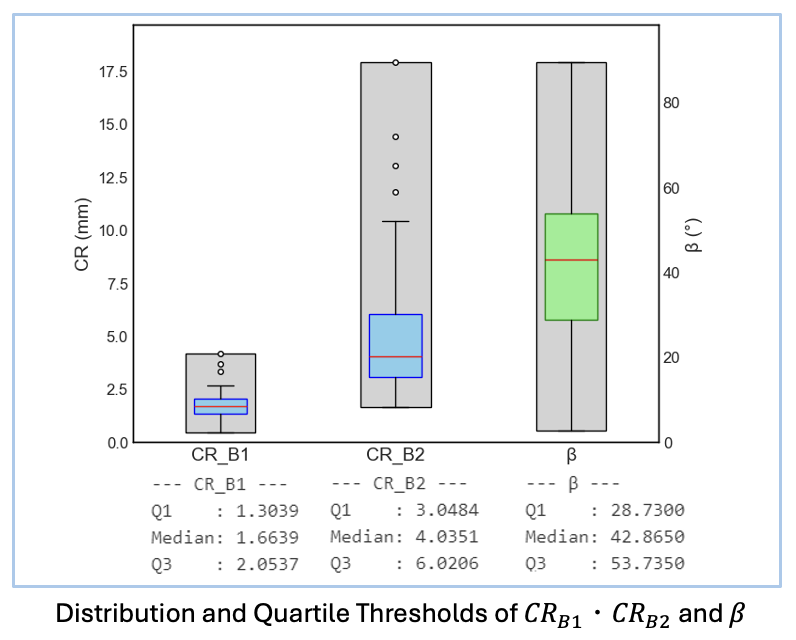 17.5
15.0
12.5
10.0
7.5
5.0
2.5
0.0
CR (mm)
80
60
40
20
0
β (°)
CR_B1 CR_B2 β
--- CR_B1 --- --- CR_B2 --- --- β ---
Q1 : 1.3039 Q1 : 3.0484 Q1 : 28.7300
Median: 1.6639 Median: 4.0351 Median: 42.8650
Q3 : 2.0537 Q3 : 6.0206 Q3 : 53.7350
Distribution and Quartile Thresholds of CR_B1 · CR_B2 and β